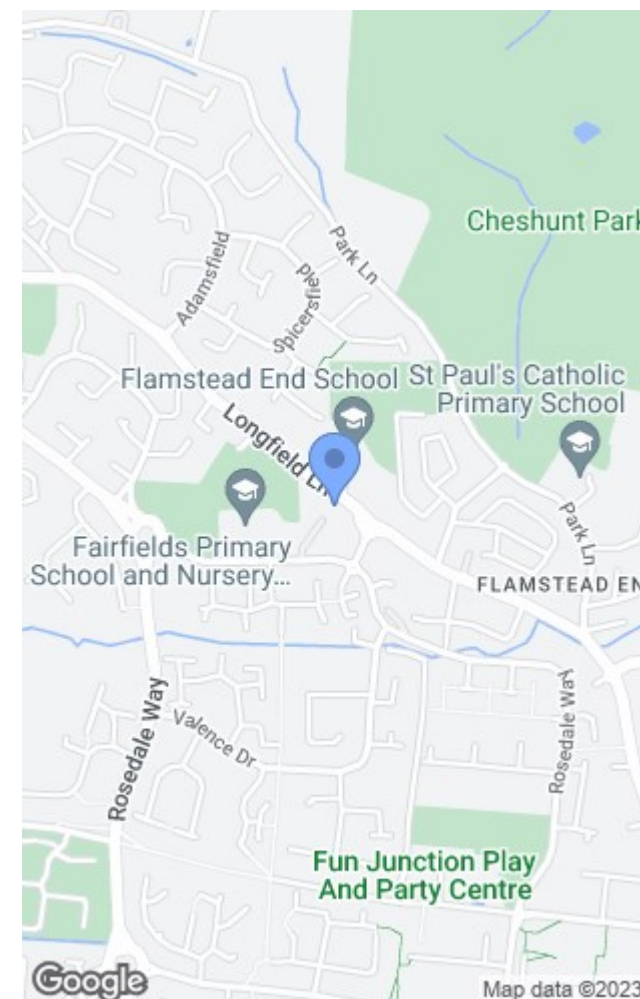 Cheshunt Park
Park Ln
Adamsfield
Spicersfield
Flamstead End School
St Paul's Catholic
Primary School
Longfield Ln
Fairfields Primary
School and Nursery...
Park Ln
FLAMSTEAD EN
Rosedale Way
Valence Dr
Rosedale Way
Fun Junction Play
And Party Centre
Google
Map data ©2023